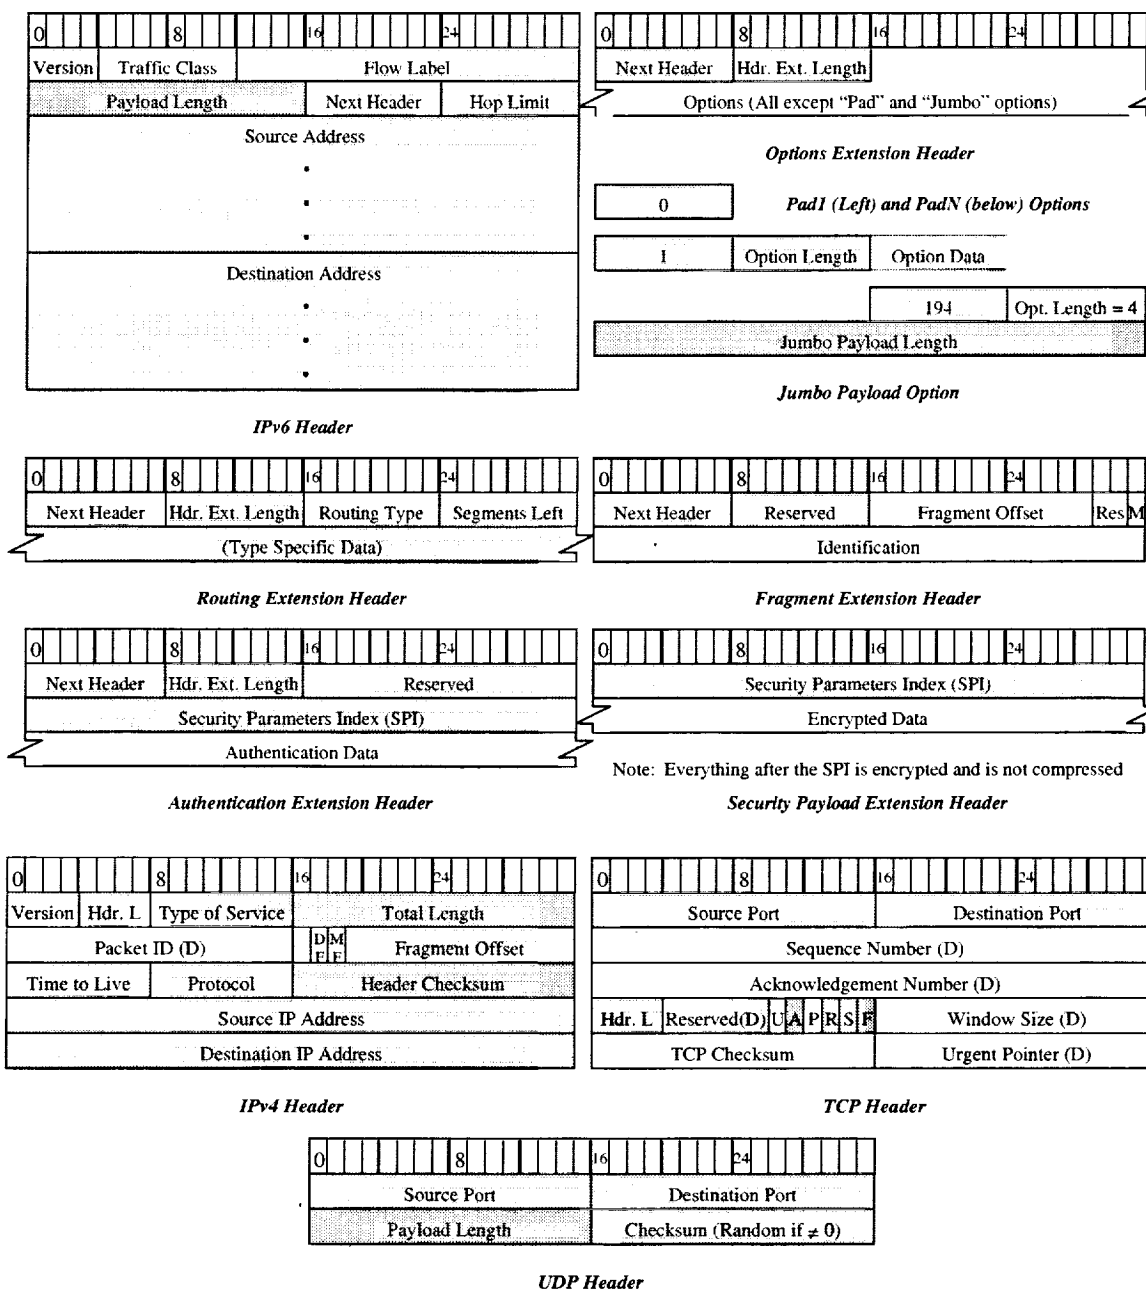 0 8 16 24
Version Traffic Class Flow Label
Payload Length Next Header Hop Limit
Source Address
Destination Address
IPv6 Header
0 8 16 24
Next Header Hdr. Ext. Length
Options (All except “Pad” and “Jumbo” options)
Options Extension Header
0 Pad1 (Left) and PadN (below) Options
1 Option Length Option Data
194 Opt. Length = 4
Jumbo Payload Length
Jumbo Payload Option
0 8 16 24
Next Header Hdr. Ext. Length Routing Type Segments Left
(Type Specific Data)
Routing Extension Header
0 8 16 24
Next Header Reserved Fragment Offset Res M
Identification
Fragment Extension Header
0 8 16 24
Next Header Hdr. Ext. Length Reserved
Security Parameters Index (SPI)
Authentication Data
Authentication Extension Header
0 8 16 24
Security Parameters Index (SPI)
Encrypted Data
Note: Everything after the SPI is encrypted and is not compressed
Security Payload Extension Header
0 8 16 24
Version Hdr. L Type of Service Total Length
Packet ID (D) DF MF Fragment Offset
Time to Live Protocol Header Checksum
Source IP Address
Destination IP Address
IPv4 Header
0 8 16 24
Source Port Destination Port
Sequence Number (D)
Acknowledgement Number (D)
Hdr. L Reserved(D) U A P R S F Window Size (D)
TCP Checksum Urgent Pointer (D)
TCP Header
0 8 16 24
Source Port Destination Port
Payload Length Checksum (Random if ≠ 0)
UDP Header